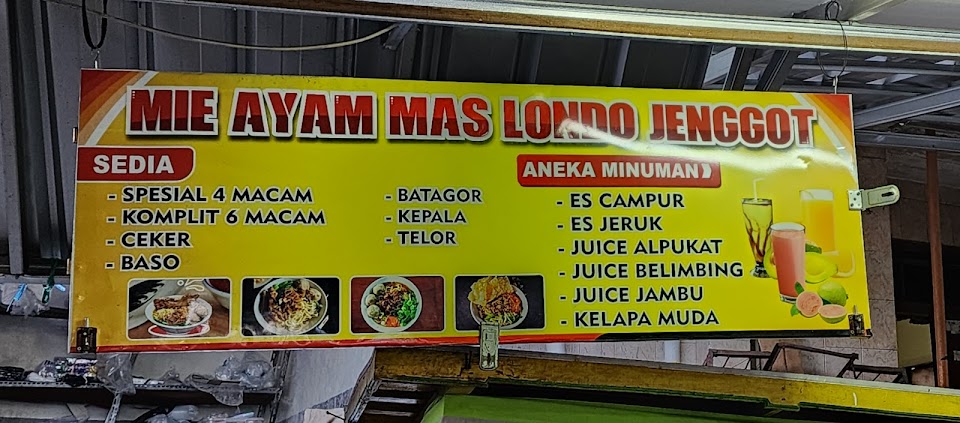 MIE AYAM MAS LONDO JENGGOT
SEDIA
- SPESIAL 4 MACAM
- KOMPLIT 6 MACAM
- CEKER
- BASO
- BATAGOR
- KEPALA
- TELOR
ANEKA MINUMAN
- ES CAMPUR
- ES JERUK
- JUICE ALPUKAT
- JUICE BELIMBING
- JUICE JAMBU
- KELAPA MUDA